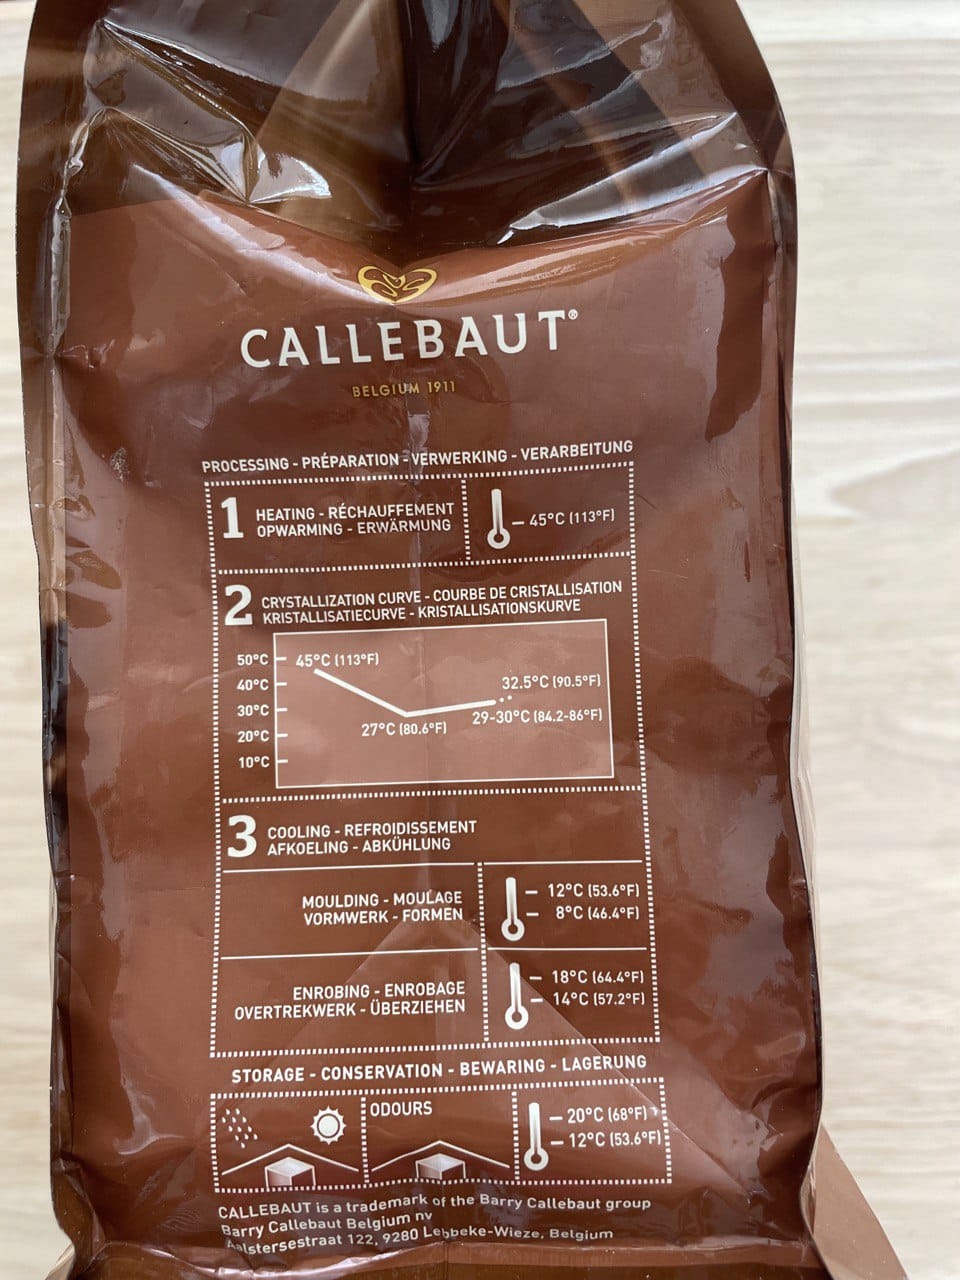 CALLEBAUT®
BELGIUM 1911
PROCESSING - PRÉPARATION - VERWERKING - VERARBEITUNG
1
HEATING - RÉCHAUFFEMENT
OPWARMING - ERWÄRMUNG
45°C (113°F)
2
CRYSTALLIZATION CURVE - COURBE DE CRISTALLISATION
KRISTALLISATIECURVE - KRISTALLISATIONSKURVE
50°C
40°C
30°C
20°C
10°C
45°C (113°F)
27°C (80.6°F)
32.5°C (90.5°F)
29-30°C (84.2-86°F)
3
COOLING - REFROIDISSEMENT
AFKOELING - ABKÜHLUNG
MOULDING - MOULAGE
VORMWERK - FORMEN
12°C (53.6°F)
8°C (46.4°F)
ENROBING - ENROBAGE
OVERTREKWERK - ÜBERZIEHEN
18°C (64.4°F)
14°C (57.2°F)
STORAGE - CONSERVATION - BEWARING - LAGERUNG
ODOURS
20°C (68°F)
12°C (53.6°F)
CALLEBAUT is a trademark of the Barry Callebaut group
Barry Callebaut Belgium nv
Aalstersestraat 122, 9280 Lebbeke-Wieze, Belgium